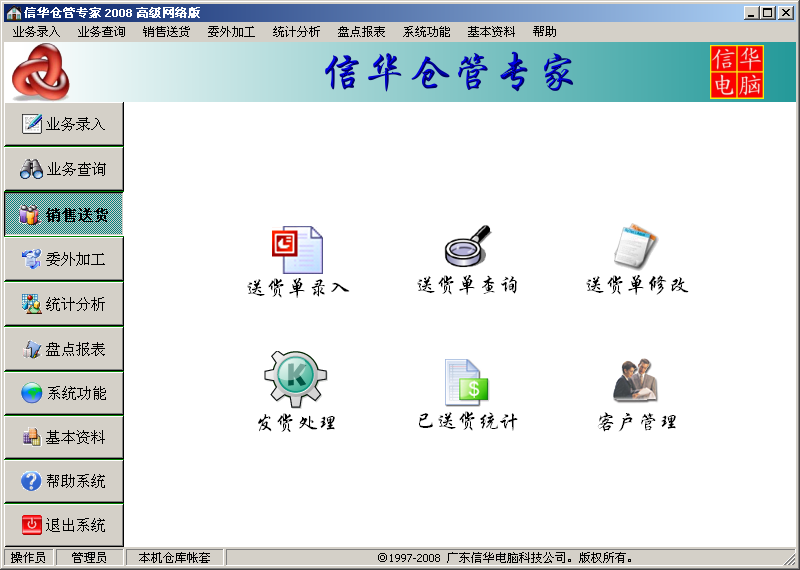 信华仓管专家 2008 高级网络版
业务录入 业务查询 销售送货 委外加工 统计分析 盘点报表 系统功能 基本资料 帮助
信华仓管专家
信华
电脑
业务录入
业务查询
销售送货
委外加工
统计分析
盘点报表
系统功能
基本资料
帮助系统
退出系统
送货单录入 送货单查询 送货单修改
发货处理 已送货统计 客户管理
操作员 管理员 本机仓库帐套 ©1997-2008 广东信华电脑科技公司。版权所有。